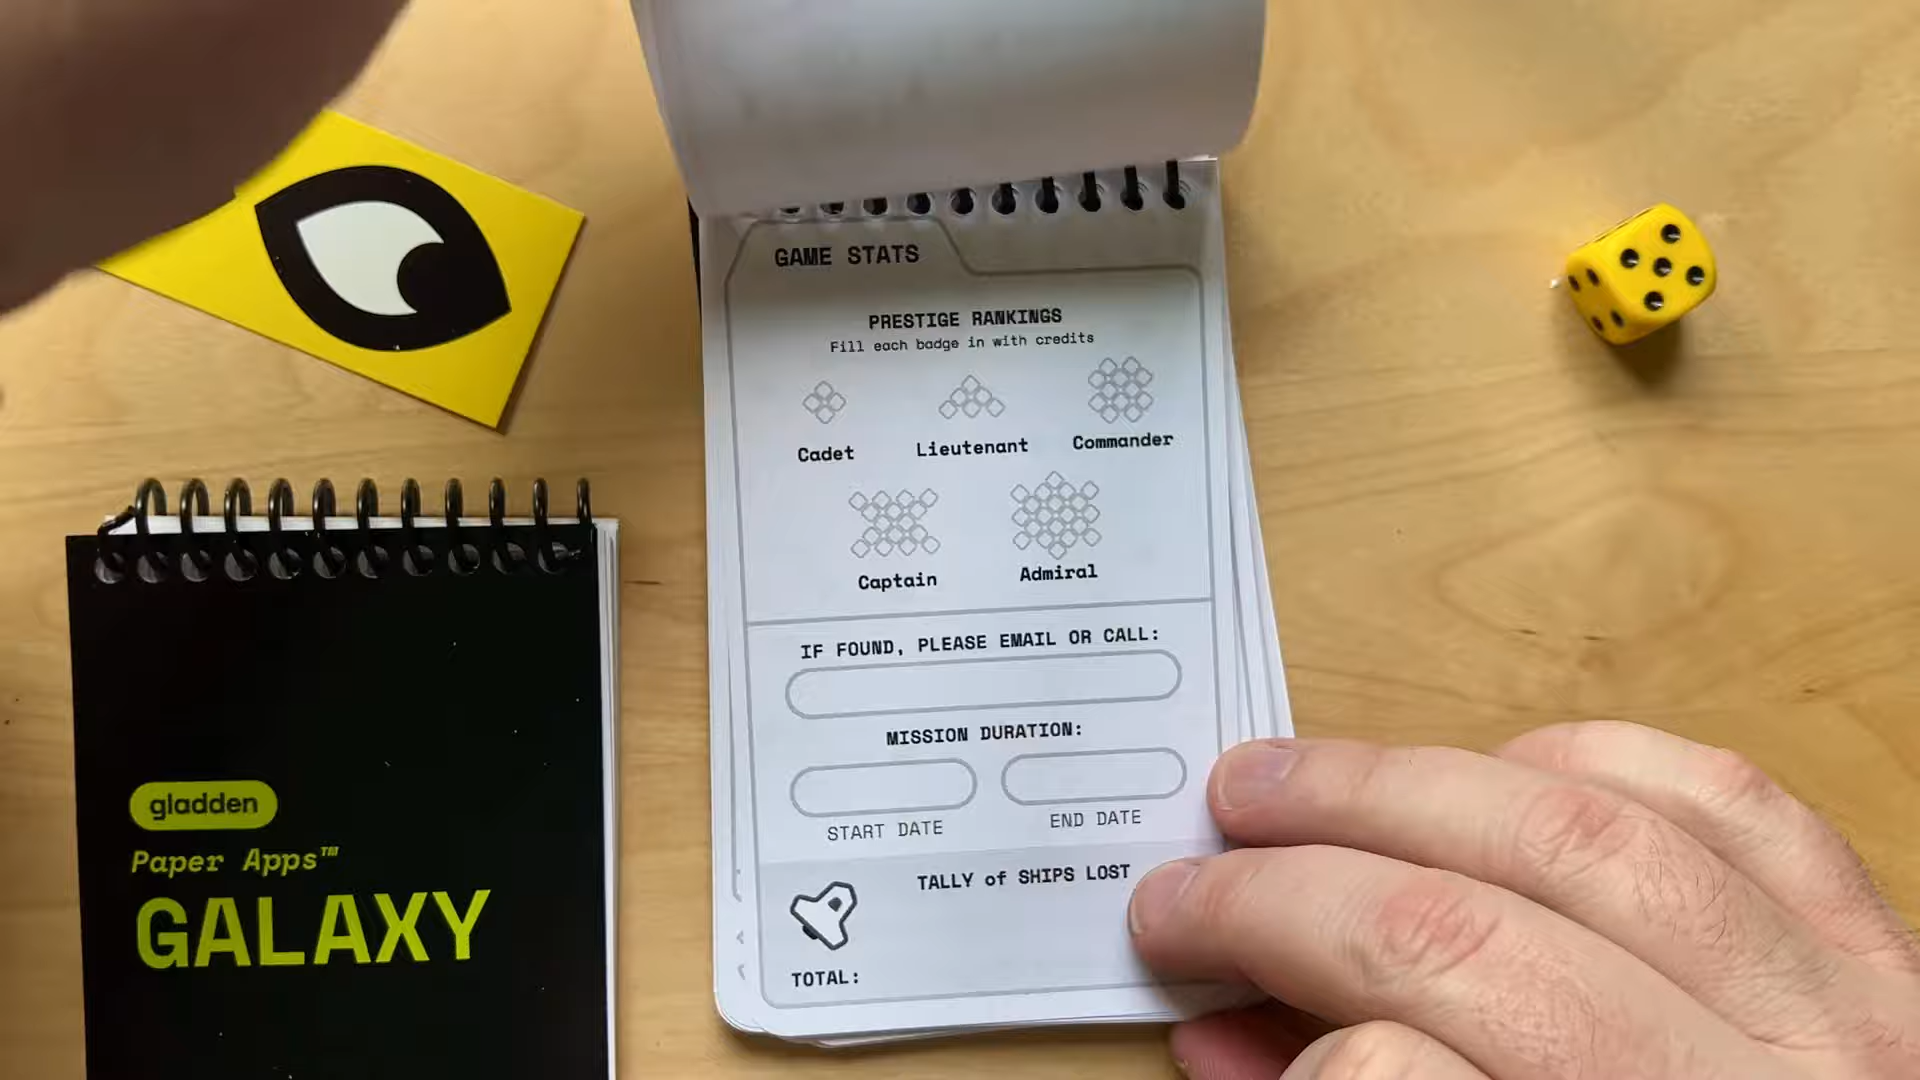 GAME STATS
PRESTIGE RANKINGS
Fill each badge in with credits
Cadet
Lieutenant
Commander
Captain
Admiral
IF FOUND, PLEASE EMAIL OR CALL:
MISSION DURATION:
START DATE
END DATE
TALLY of SHIPS LOST
TOTAL:
gladden
Paper Apps™
GALAXY